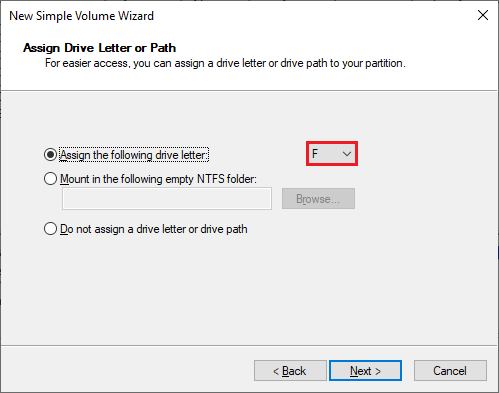 New Simple Volume Wizard
Assign Drive Letter or Path
For easier access, you can assign a drive letter or drive path to your partition.
Assign the following drive letter: F
Mount in the following empty NTFS folder:
Browse...
Do not assign a drive letter or drive path
< Back Next > Cancel